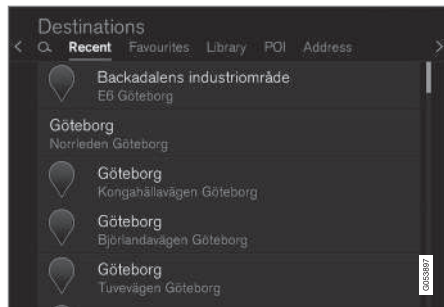 Destinations
Recent Favourites Library POI Address
Backadalens industriområde
E6 Göteborg
Göteborg
Norrleden Göteborg
Göteborg
Kongahällavägen Göteborg
Göteborg
Björlandavägen Göteborg
Göteborg
Tuvevägen Göteborg
G053897